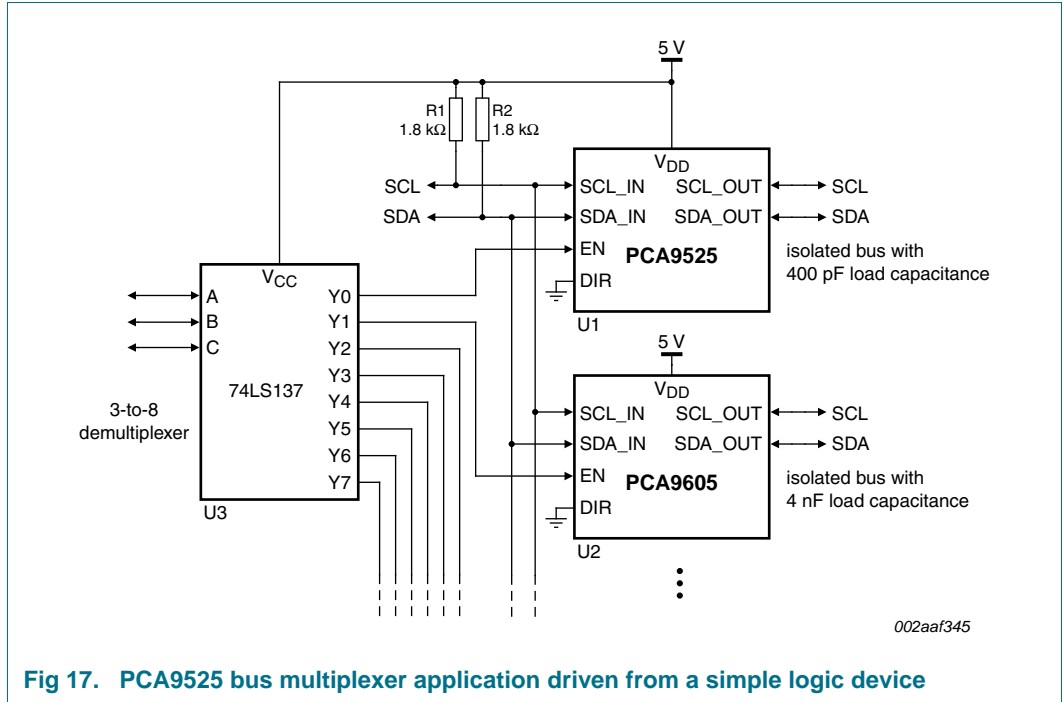 5 V
R1
1.8 kΩ
R2
1.8 kΩ
VDD
SCL
SDA
SCL_IN
SDA_IN
EN
DIR
SCL_OUT
SDA_OUT
PCA9525
SCL
SDA
isolated bus with
400 pF load capacitance
U1
VCC
A
B
C
Y0
Y1
Y2
Y3
Y4
Y5
Y6
Y7
74LS137
3-to-8
demultiplexer
U3
5 V
VDD
SCL_IN
SDA_IN
EN
DIR
SCL_OUT
SDA_OUT
PCA9605
SCL
SDA
isolated bus with
4 nF load capacitance
U2
002aaf345
Fig 17. PCA9525 bus multiplexer application driven from a simple logic device